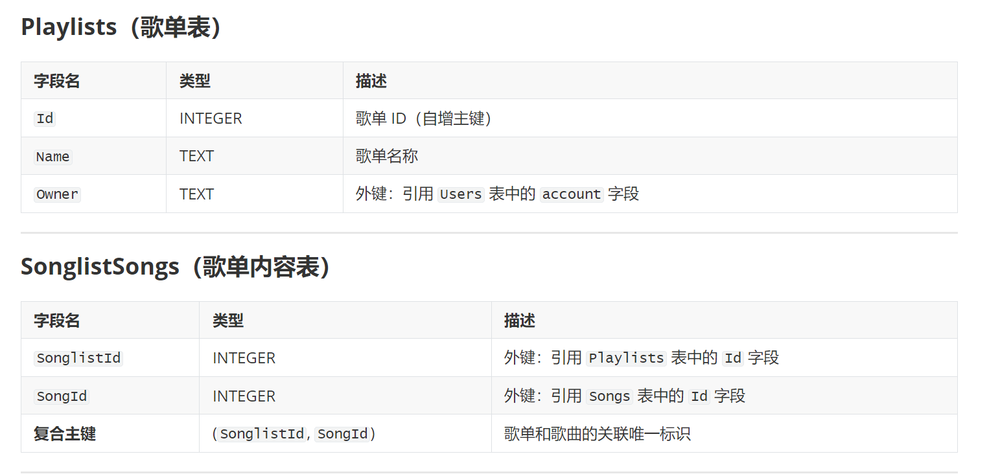 Playlists（歌单表）
字段名 类型 描述
Id INTEGER 歌单 ID（自增主键）
Name TEXT 歌单名称
Owner TEXT 外键：引用 Users 表中的 account 字段
SonglistSongs（歌单内容表）
字段名 类型 描述
SonglistId INTEGER 外键：引用 Playlists 表中的 Id 字段
SongId INTEGER 外键：引用 Songs 表中的 Id 字段
复合主键 (SonglistId, SongId) 歌单和歌曲的关联唯一标识